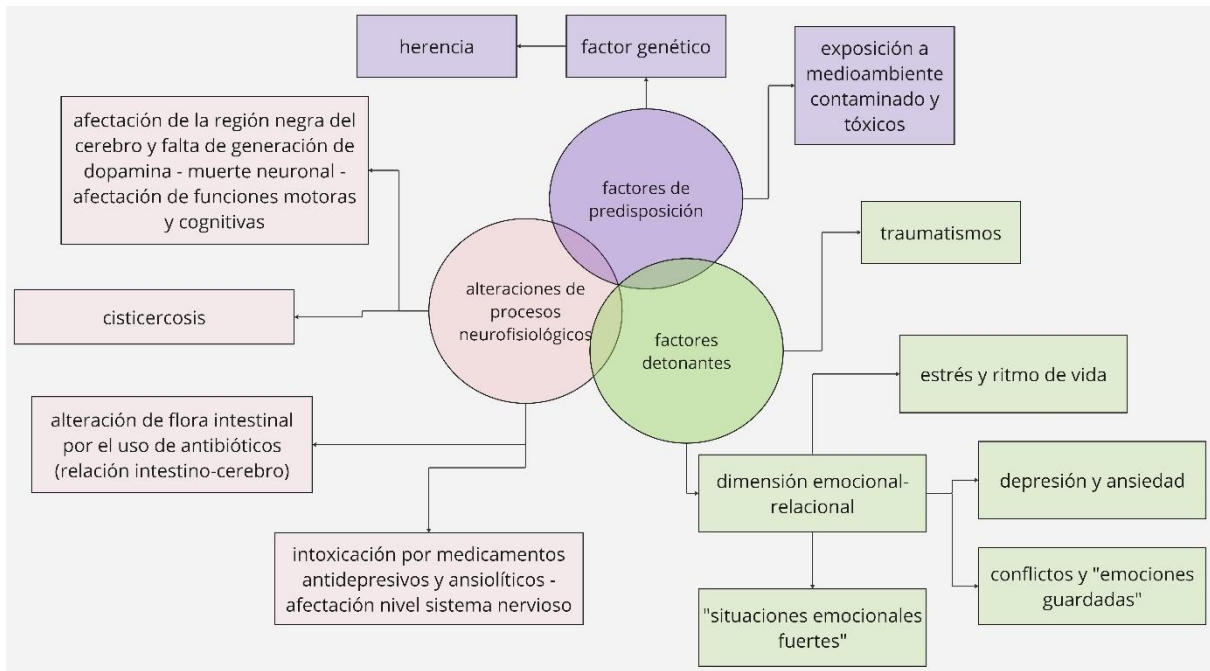 herencia
factor genético
exposición a
medioambiente
contaminado y
tóxicos
afectación de la región negra del
cerebro y falta de generación de
dopamina - muerte neuronal -
afectación de funciones motoras
y cognitivas
factores de
predisposición
traumatismos
cisticercosis
alteraciones de
procesos
neurofisiológicos
factores
detonantes
estrés y ritmo de vida
alteración de flora intestinal
por el uso de antibióticos
(relación intestino-cerebro)
dimensión emocional-
relacional
depresión y ansiedad
intoxicación por medicamentos
antidepresivos y ansiolíticos -
afectación nivel sistema nervioso
conflictos y "emociones
guardadas"
"situaciones emocionales
fuertes"